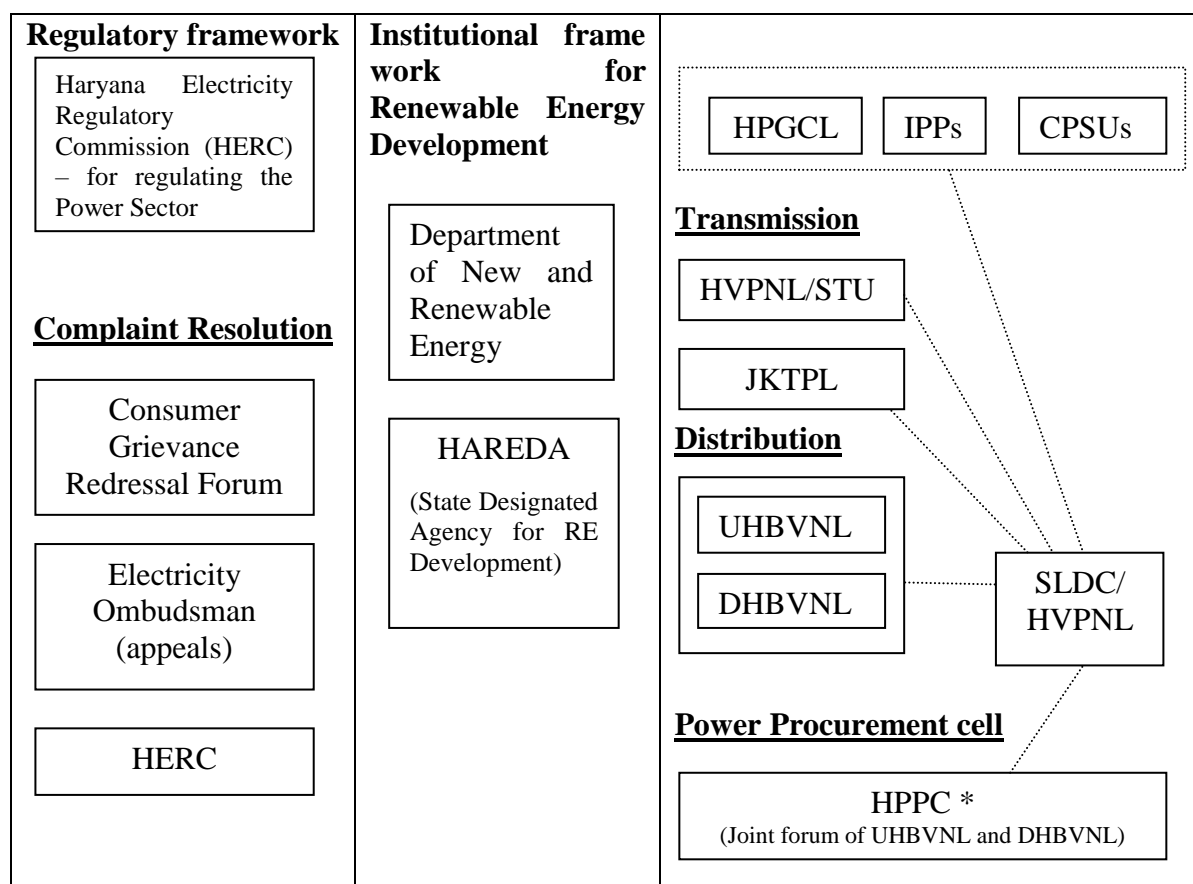 Regulatory framework
Haryana Electricity
Regulatory
Commission (HERC)
– for regulating the
Power Sector
Complaint Resolution
Consumer
Grievance
Redressal Forum
Electricity
Ombudsman
(appeals)
HERC
Institutional frame
work for
Renewable Energy
Development
Department
of New and
Renewable
Energy
HAREDA
(State Designated
Agency for RE
Development)
HPGCL IPPs CPSUs
Transmission
HVPNL/STU
JKTPL
Distribution
UHBVNL
DHBVNL
SLDC/
HVPNL
Power Procurement cell
HPPC *
(Joint forum of UHBVNL and DHBVNL)